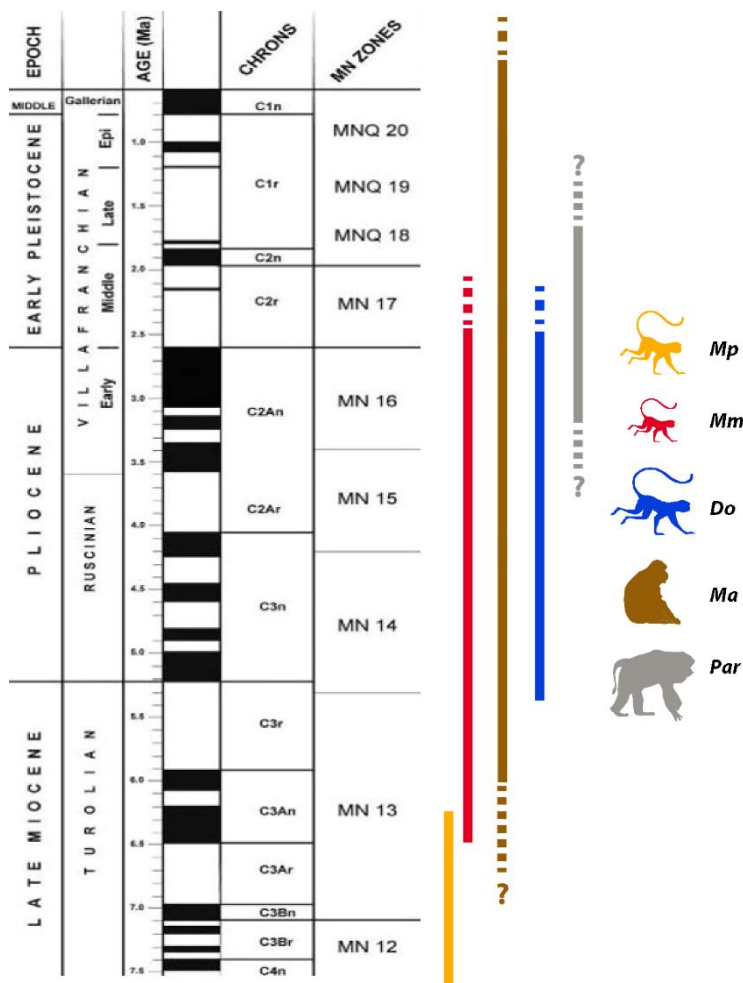 EPOCH
AGE (Ma)
CHRONS
MN ZONES
MIDDLE
Gallerian
EARLY PLEISTOCENE
PLIOCENE
LATE MIOCENE
VILLAFRANCHIAN
Epi
Late
Middle
Early
RUSCINIAN
TUROLIAN
1.0
1.5
2.0
2.5
3.0
3.5
4.0
4.5
5.0
5.5
6.0
6.5
7.0
7.5
C1n
C1r
C2n
C2r
C2An
C2Ar
C3n
C3r
C3An
C3Ar
C3Bn
C3Br
C4n
MNQ 20
MNQ 19
MNQ 18
MN 17
MN 16
MN 15
MN 14
MN 13
MN 12
?
?
?
Mp
Mm
Do
Ma
Par